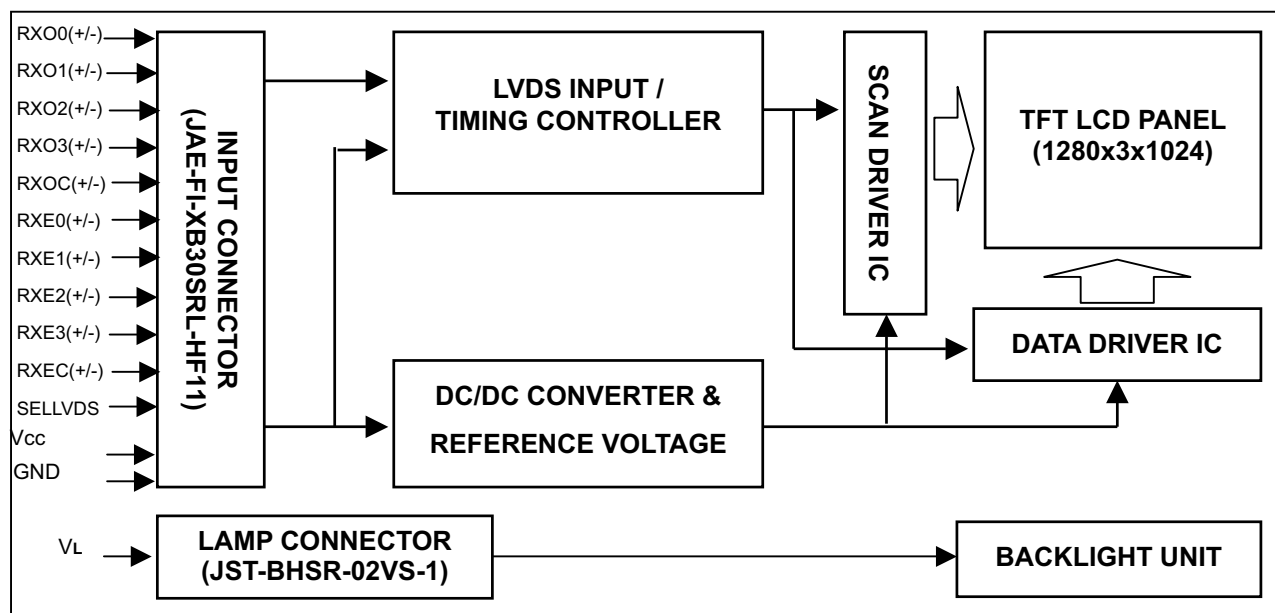 RXO0(+/-)
RXO1(+/-)
RXO2(+/-)
RXO3(+/-)
RXOC(+/-)
RXE0(+/-)
RXE1(+/-)
RXE2(+/-)
RXE3(+/-)
RXEC(+/-)
SELLVDS
Vcc
GND
INPUT CONNECTOR
(JAE-FI-XB30SRL-HF11)
LVDS INPUT /
TIMING CONTROLLER
SCAN DRIVER IC
TFT LCD PANEL
(1280x3x1024)
DATA DRIVER IC
DC/DC CONVERTER &
REFERENCE VOLTAGE
VL
LAMP CONNECTOR
(JST-BHSR-02VS-1)
BACKLIGHT UNIT